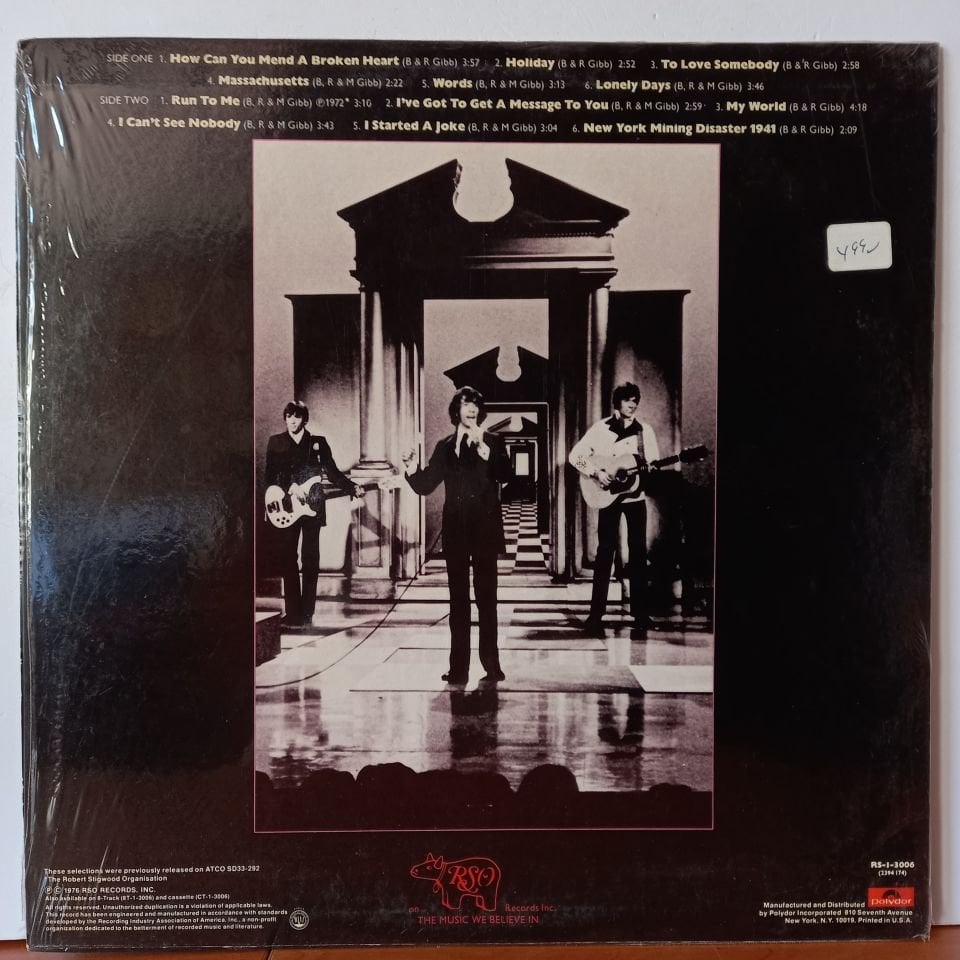 SIDE ONE 1. How Can You Mend A Broken Heart (B & R Gibb) 3:57 2. Holiday (B & R Gibb) 2:52 3. To Love Somebody (B & R Gibb) 2:58
4. Massachusetts (B, R & M Gibb) 2:22 5. Words (B, R & M Gibb) 3:13 6. Lonely Days (B, R & M Gibb) 3:46
SIDE TWO 1. Run To Me (B, R & M Gibb) ℗1972* 3:10 2. I've Got To Get A Message To You (B, R & M Gibb) 2:59 3. My World (B & R Gibb) 4:18
4. I Can't See Nobody (B, R & M Gibb) 3:43 5. I Started A Joke (B, R & M Gibb) 3:04 6. New York Mining Disaster 1941 (B & R Gibb) 2:09
499
RS-1-3006
(2394 174)
These selections were previously released on ATCO SD33-292
*The Robert Stigwood Organisation
℗ © 1976 RSO RECORDS, INC.
Also available on 8-Track (8T-1-3006) and cassette (CT-1-3006)
All rights reserved. Unauthorized duplication is a violation of applicable laws.
This record has been engineered and manufactured in accordance with standards
developed by the Recording Industry Association of America, Inc., a non-profit
organization dedicated to the betterment of recorded music and literature.
RSO
on Records Inc.
THE MUSIC WE BELIEVE IN
Manufactured and Distributed polydor
by Polydor Incorporated 810 Seventh Avenue
New York, N.Y. 10019. Printed in U.S.A.